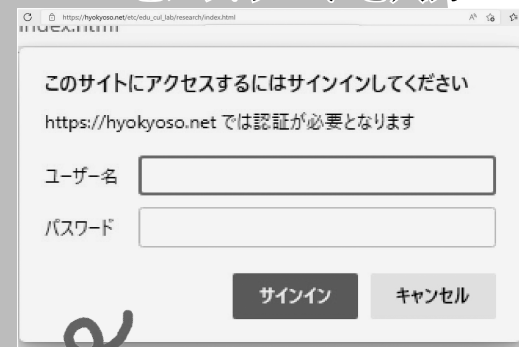 https://hyokyoso.net/etc/edu_cul_lab/research/index.html
index.html
このサイトにアクセスするにはサインインしてください
https://hyokyoso.net では認証が必要となります
ユーザー名
パスワード
サインイン キャンセル